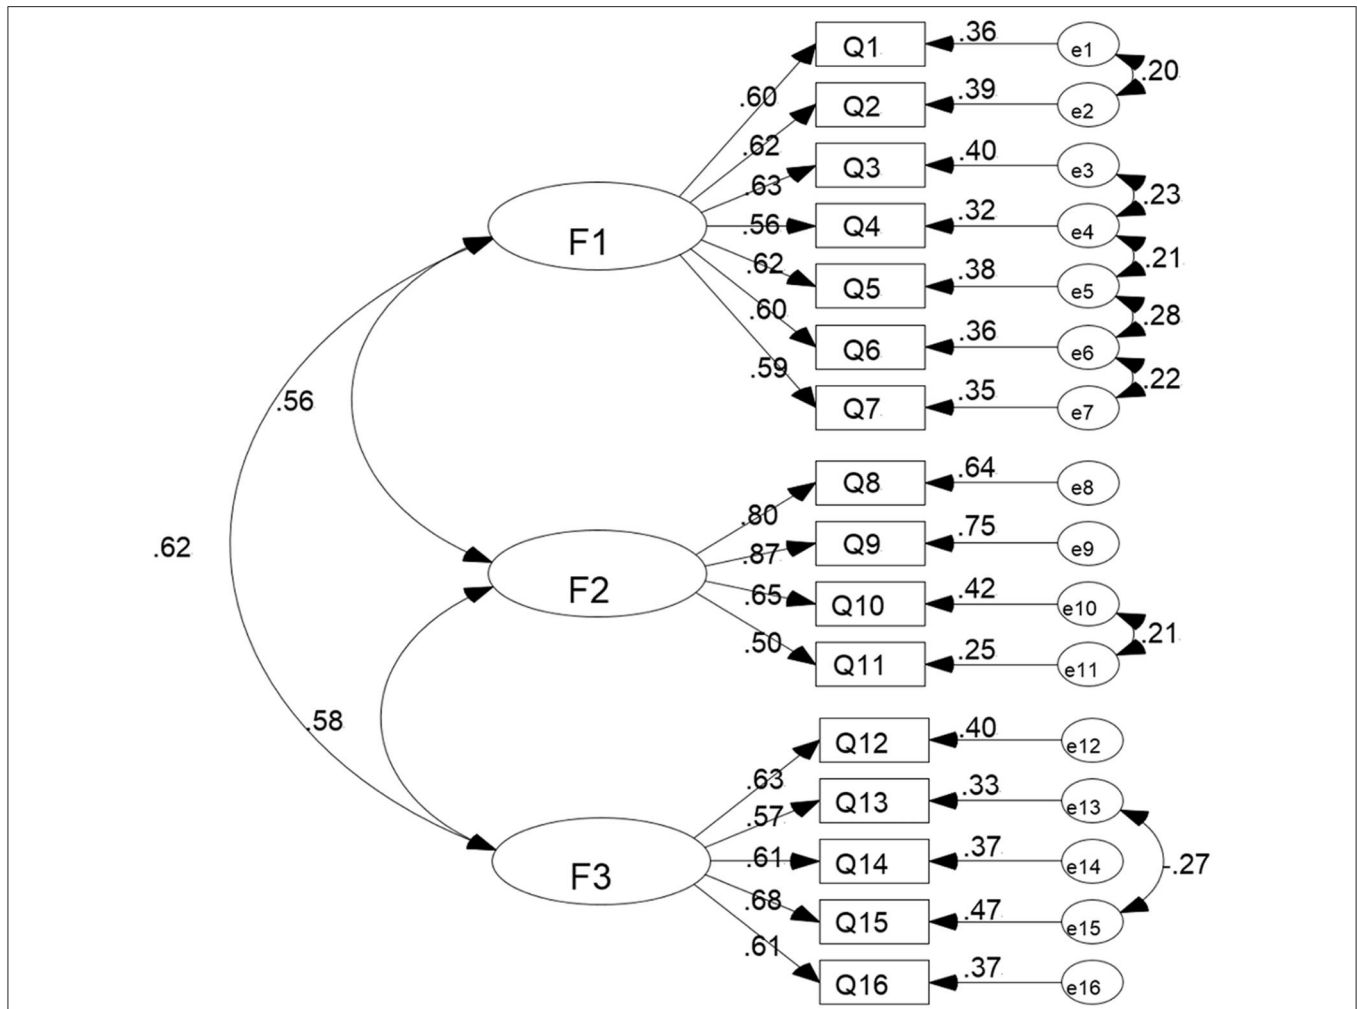 Q1 .36 e1
.20
.60
Q2 .39 e2
.62
Q3 .40 e3
.63 .23
F1 .56 Q4 .32 e4
.21
.62 Q5 .38 e5
.60 .28
Q6 .36 e6
.59 .22
Q7 .35 e7
.56
Q8 .64 e8
.80
.62 .87 Q9 .75 e9
F2 .65 Q10 .42 e10
.21
.50 Q11 .25 e11
.58
Q12 .40 e12
.63
.57 Q13 .33 e13
F3 .61 Q14 .37 e14 -.27
.68 Q15 .47 e15
.61
Q16 .37 e16